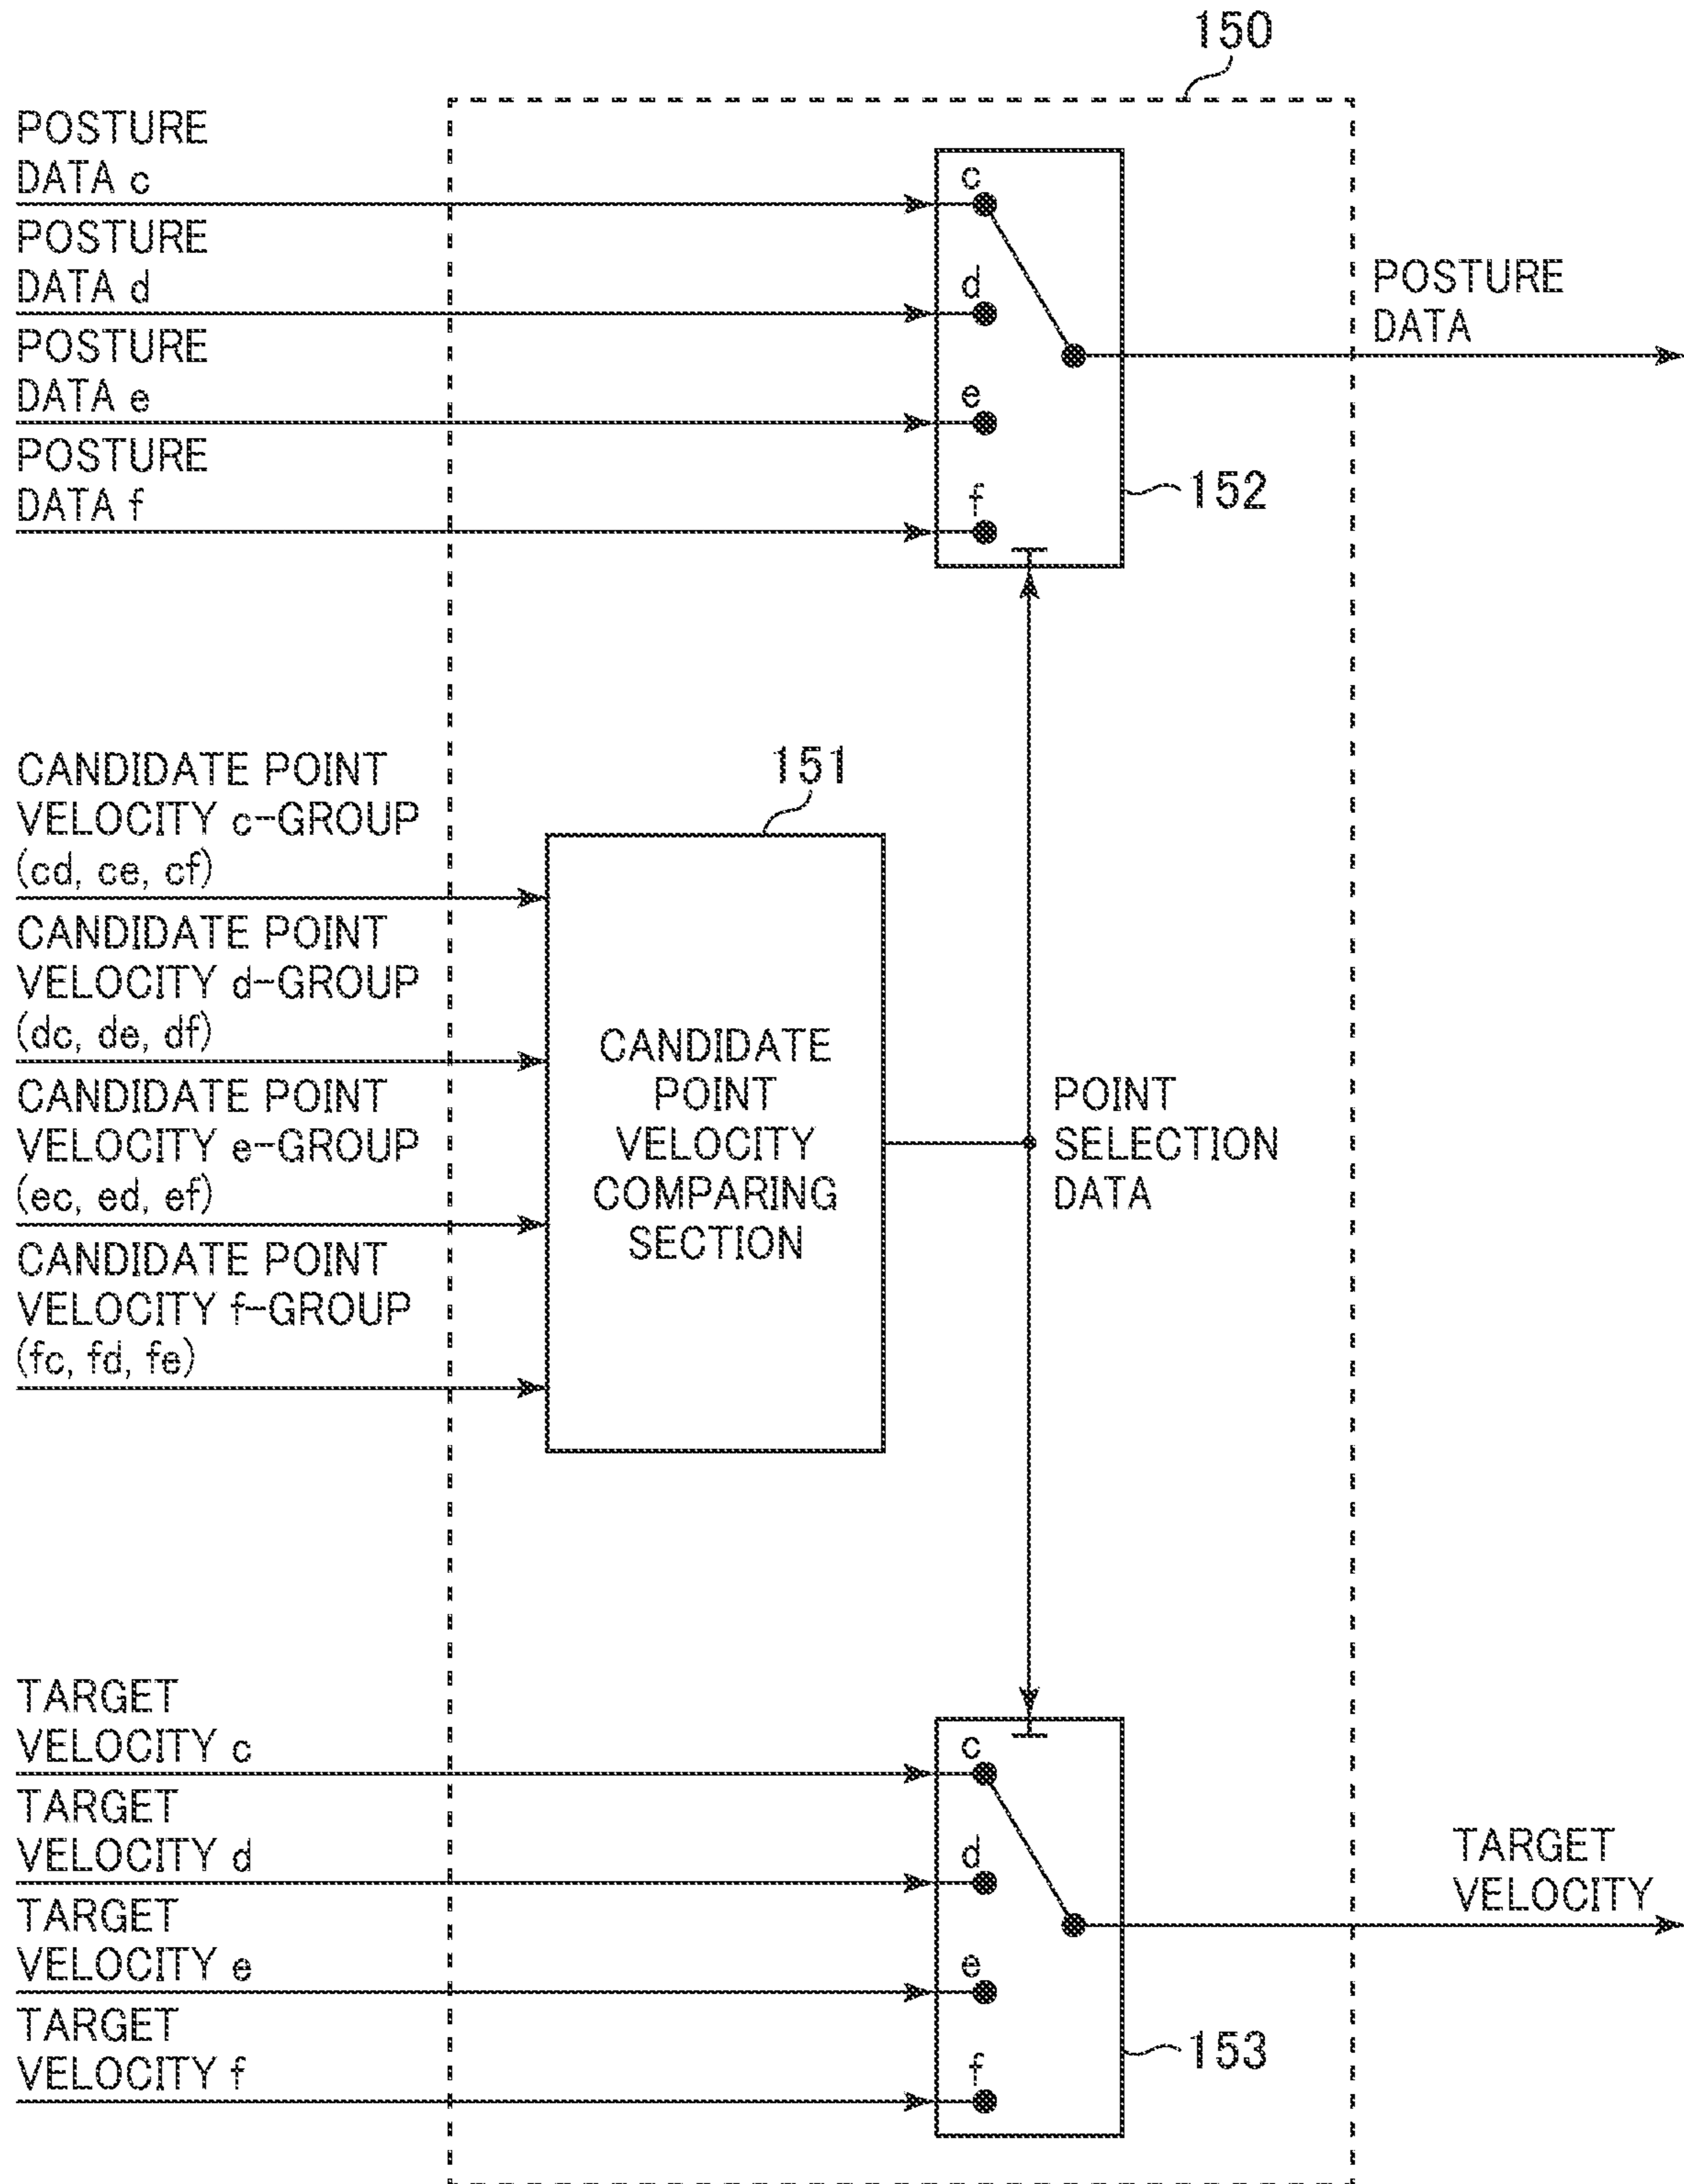 150
POSTURE
DATA c
POSTURE
DATA d
POSTURE
DATA e
POSTURE
DATA f
c
d
e
f
152
POSTURE
DATA
CANDIDATE POINT
VELOCITY c-GROUP
(cd, ce, cf)
CANDIDATE POINT
VELOCITY d-GROUP
(dc, de, df)
CANDIDATE POINT
VELOCITY e-GROUP
(ec, ed, ef)
CANDIDATE POINT
VELOCITY f-GROUP
(fc, fd, fe)
151
CANDIDATE
POINT
VELOCITY
COMPARING
SECTION
POINT
SELECTION
DATA
TARGET
VELOCITY c
TARGET
VELOCITY d
TARGET
VELOCITY e
TARGET
VELOCITY f
c
d
e
f
153
TARGET
VELOCITY